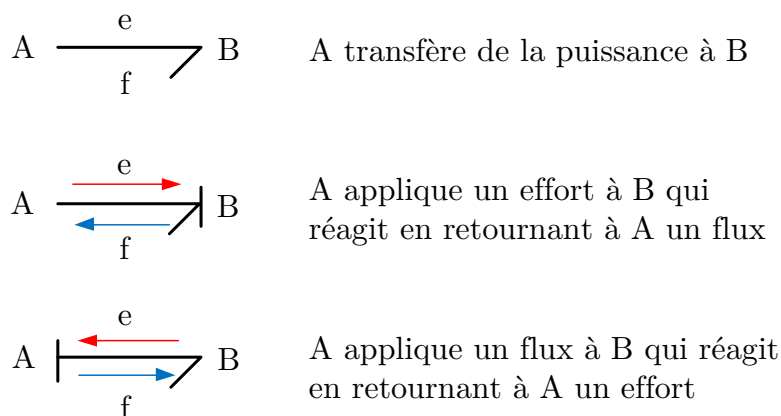 e
A B A transfère de la puissance à B
f
e
A B A applique un effort à B qui
réagit en retournant à A un flux
f
e
A B A applique un flux à B qui réagit
en retournant à A un effort
f